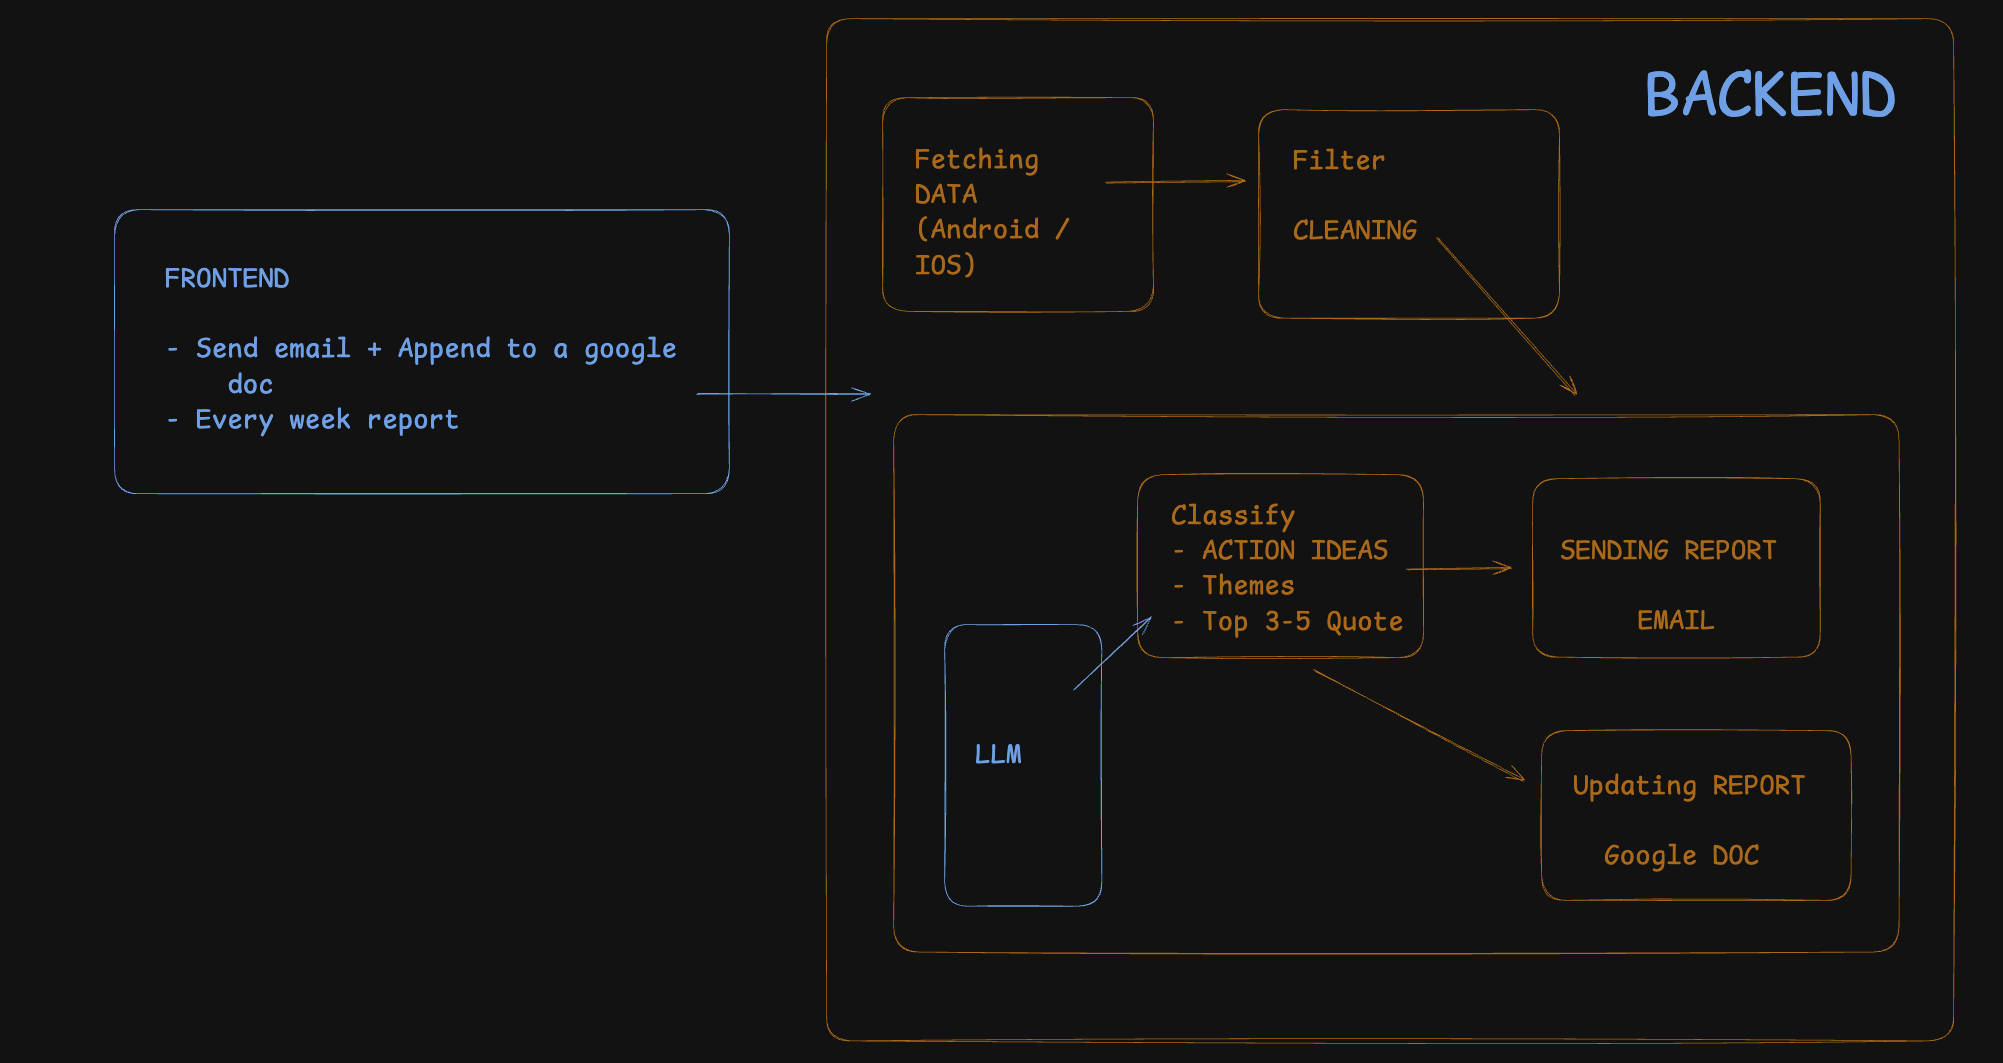 BACKEND
Fetching
DATA
(Android /
IOS)
Filter
CLEANING
FRONTEND
- Send email + Append to a google
doc
- Every week report
Classify
- ACTION IDEAS
- Themes
- Top 3-5 Quote
SENDING REPORT
EMAIL
LLM
Updating REPORT
Google DOC